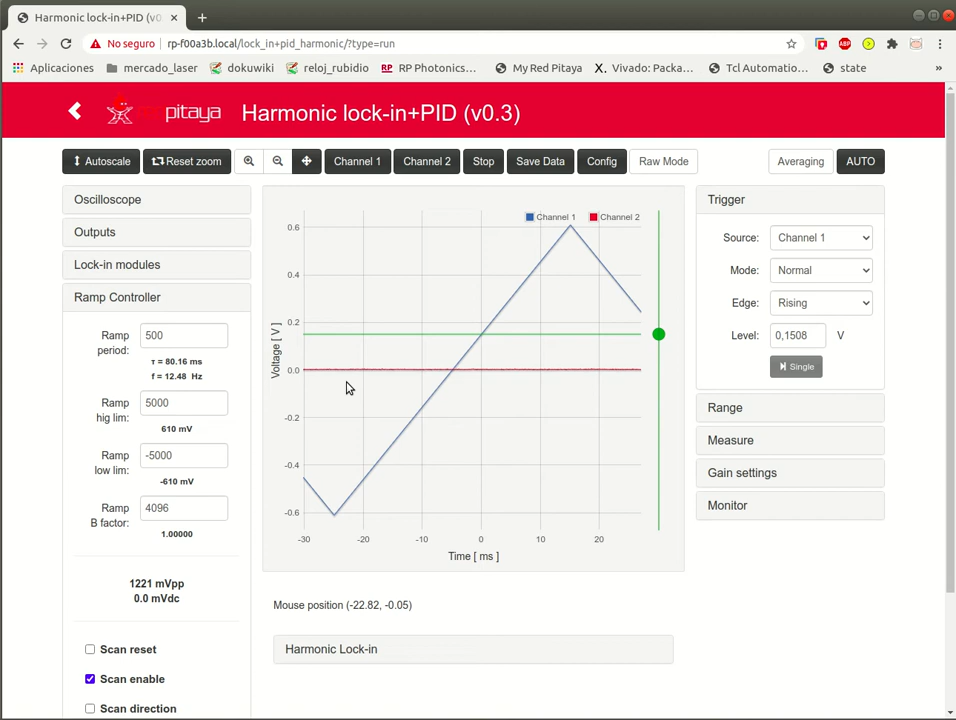 Harmonic lock-in+PID (v0.
No seguro
rp-f00a3b.local/lock_in+pid_harmonic/?type=run
ABP
Aplicaciones
mercado_laser
dokuwiki
reloj_rubidio
RP RP Photonics…
My Red Pitaya
X. Vivado: Packa…
Tcl Automatio…
state
»
pitaya
Harmonic lock-in+PID (v0.3)
Autoscale
Reset zoom
Channel 1
Channel 2
Stop
Save Data
Config
Raw Mode
Averaging
AUTO
Oscilloscope
Outputs
Lock-in modules
Ramp Controller
Ramp period:
500
τ = 80.16 ms
f = 12.48 Hz
Ramp hig lim:
5000
610 mV
Ramp low lim:
-5000
-610 mV
Ramp B factor:
4096
1.00000
1221 mVpp
0.0 mVdc
Scan reset
Scan enable
Scan direction
Channel 1
Channel 2
0.6
0.4
0.2
0.0
-0.2
-0.4
-0.6
Voltage [ V ]
-30
-20
-10
0
10
20
Time [ ms ]
Mouse position (-22.82, -0.05)
Harmonic Lock-in
Trigger
Source:
Channel 1
Mode:
Normal
Edge:
Rising
Level:
0,1508
V
Single
Range
Measure
Gain settings
Monitor